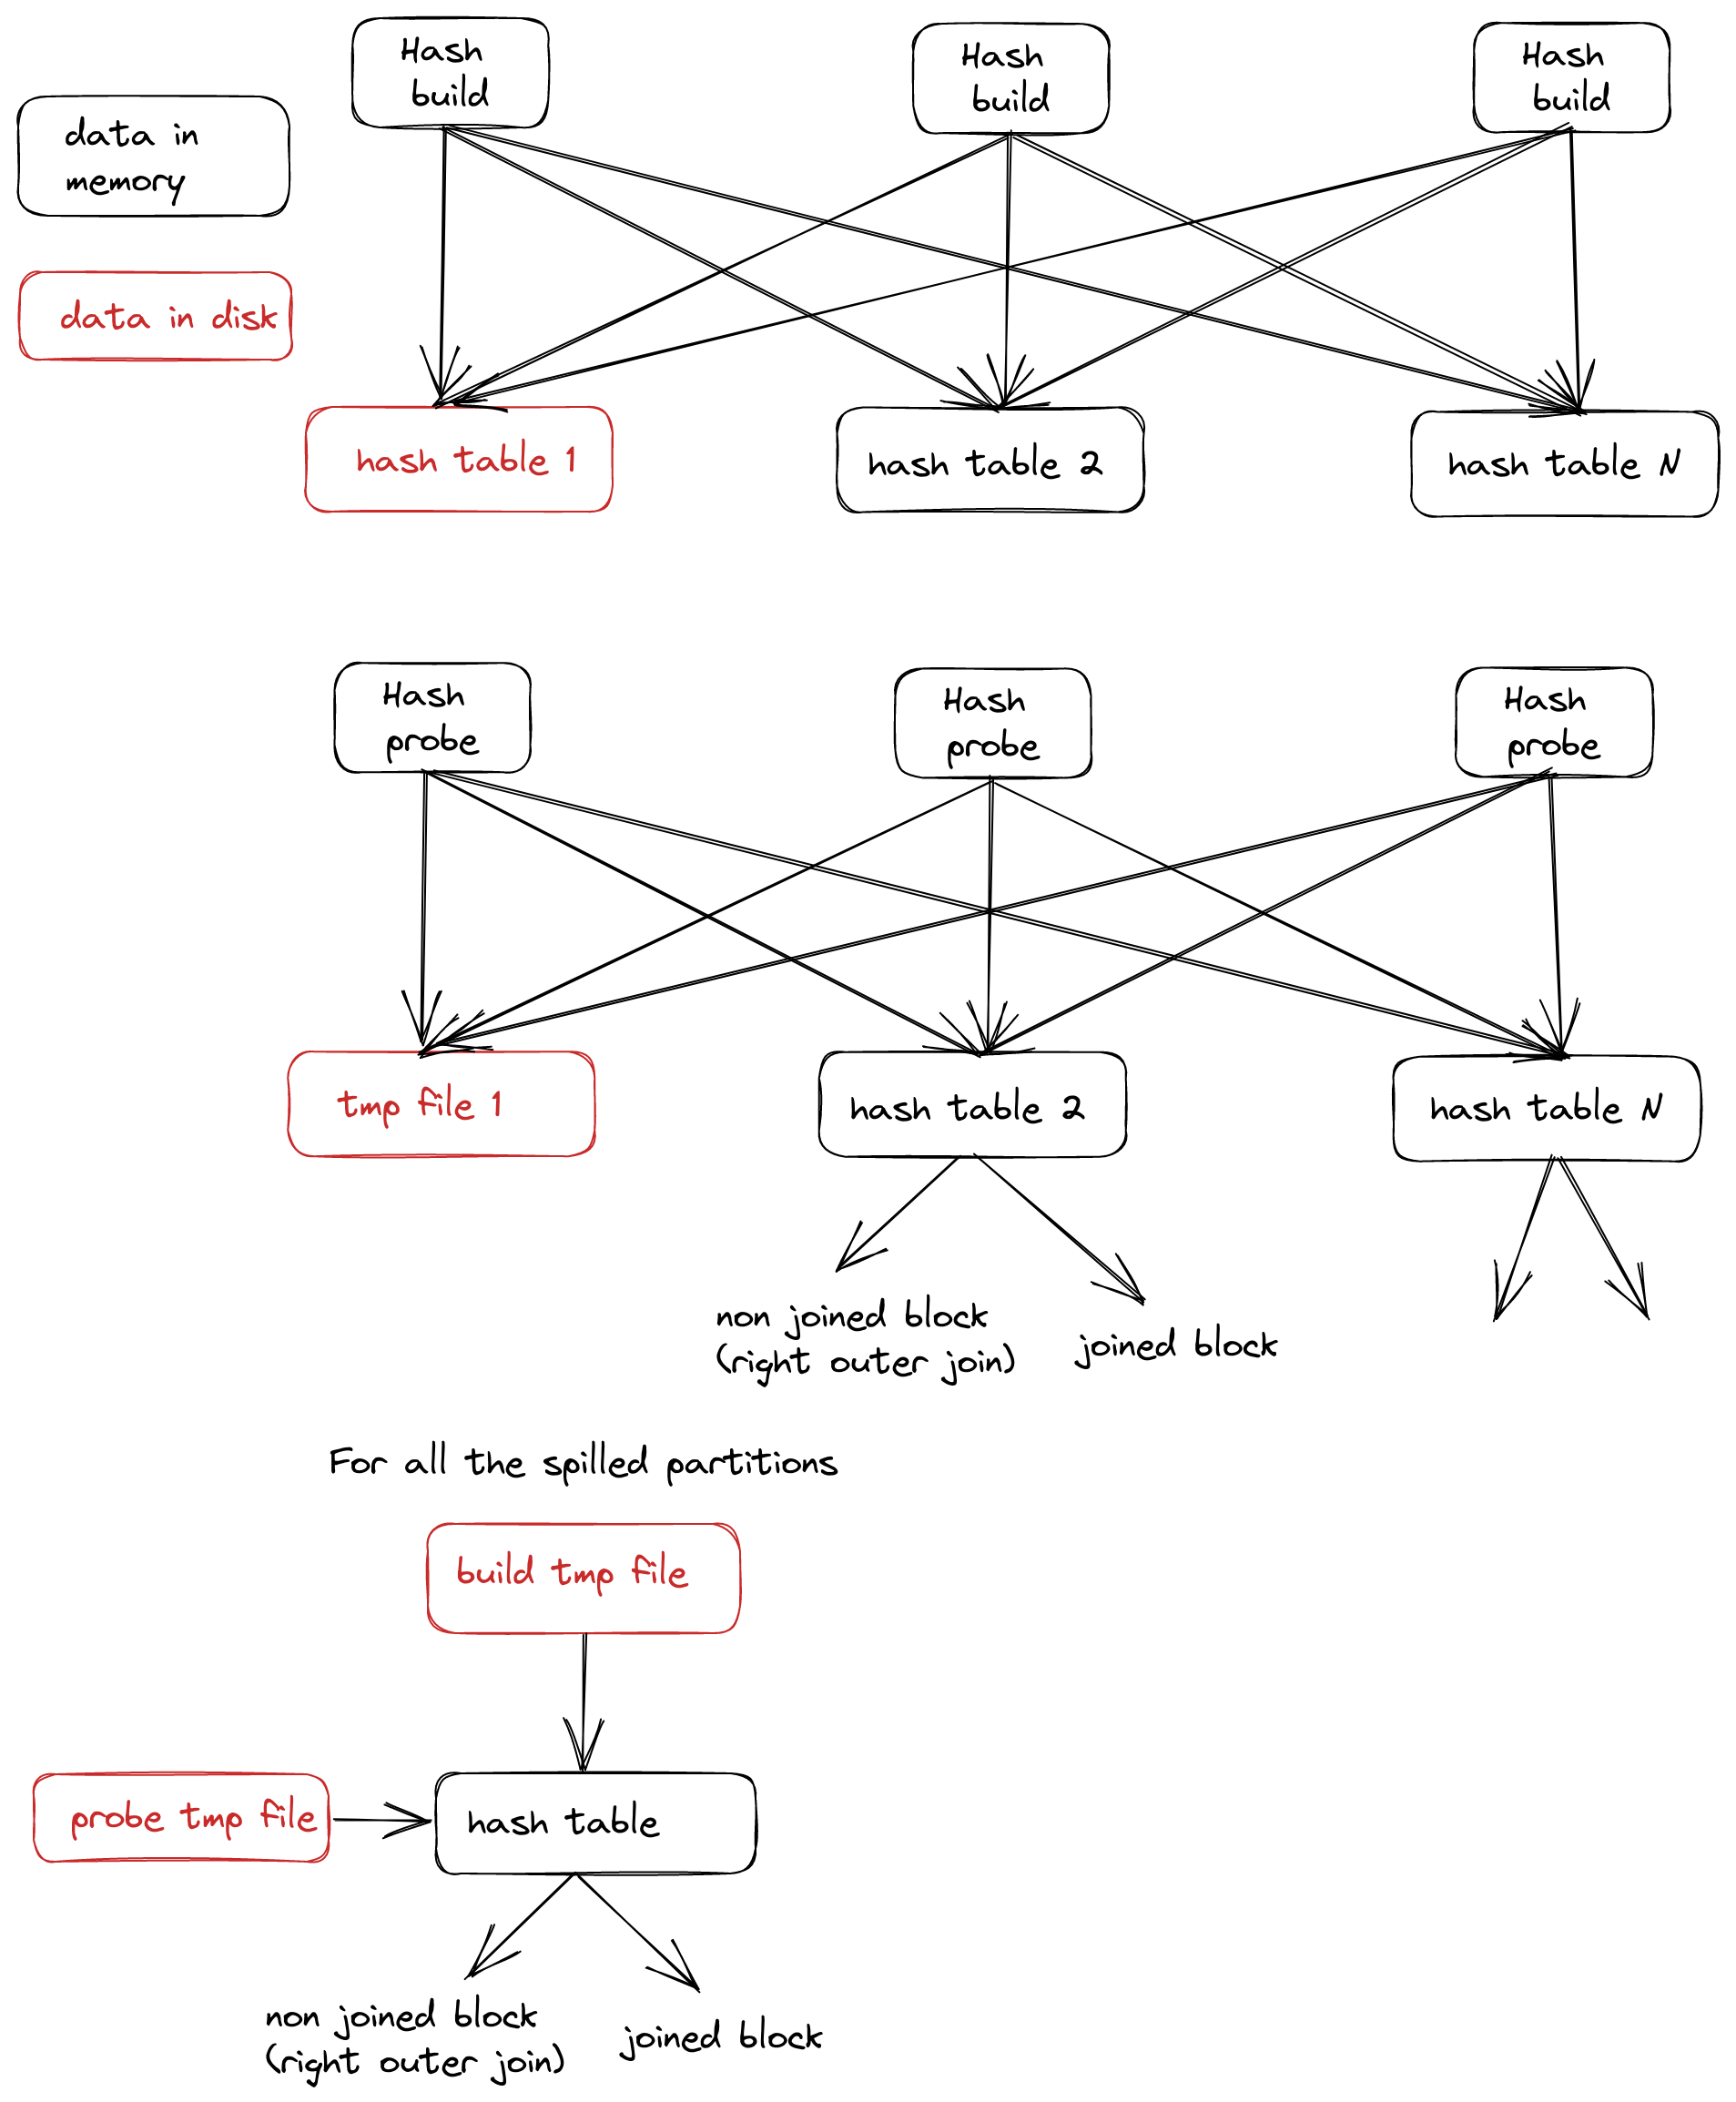 Hash
build
Hash
build
Hash
build
data in
memory
data in disk
hash table 1
hash table 2
hash table N
Hash
probe
Hash
probe
Hash
probe
tmp file 1
hash table 2
hash table N
non joined block
(right outer join)
joined block
For all the spilled partitions
build tmp file
probe tmp file
hash table
non joined block
(right outer join)
joined block